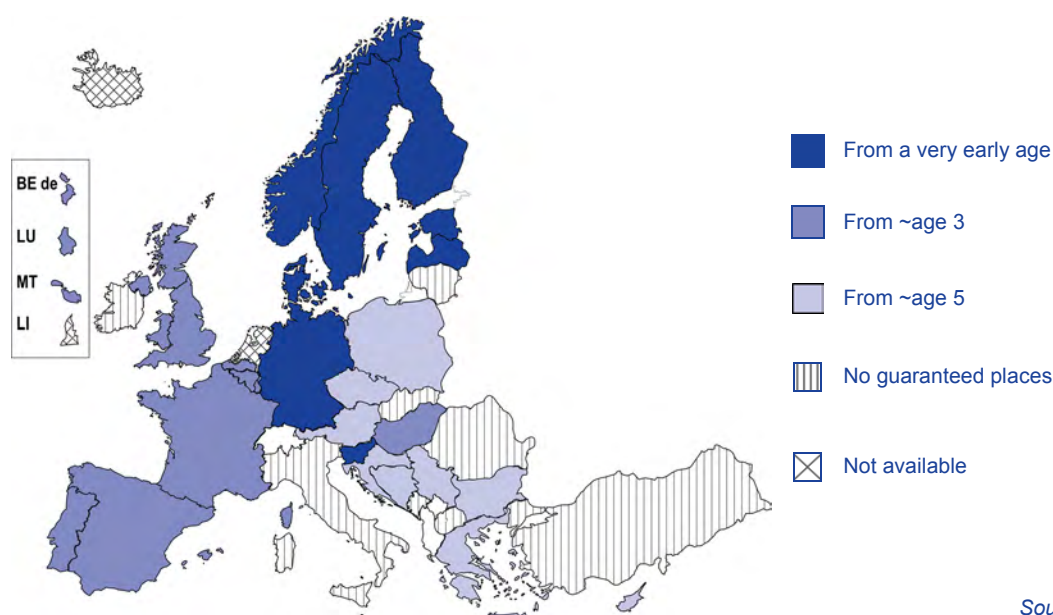 BE de
LU
MT
LI
From a very early age
From ~age 3
From ~age 5
No guaranteed places
Not available
Sou